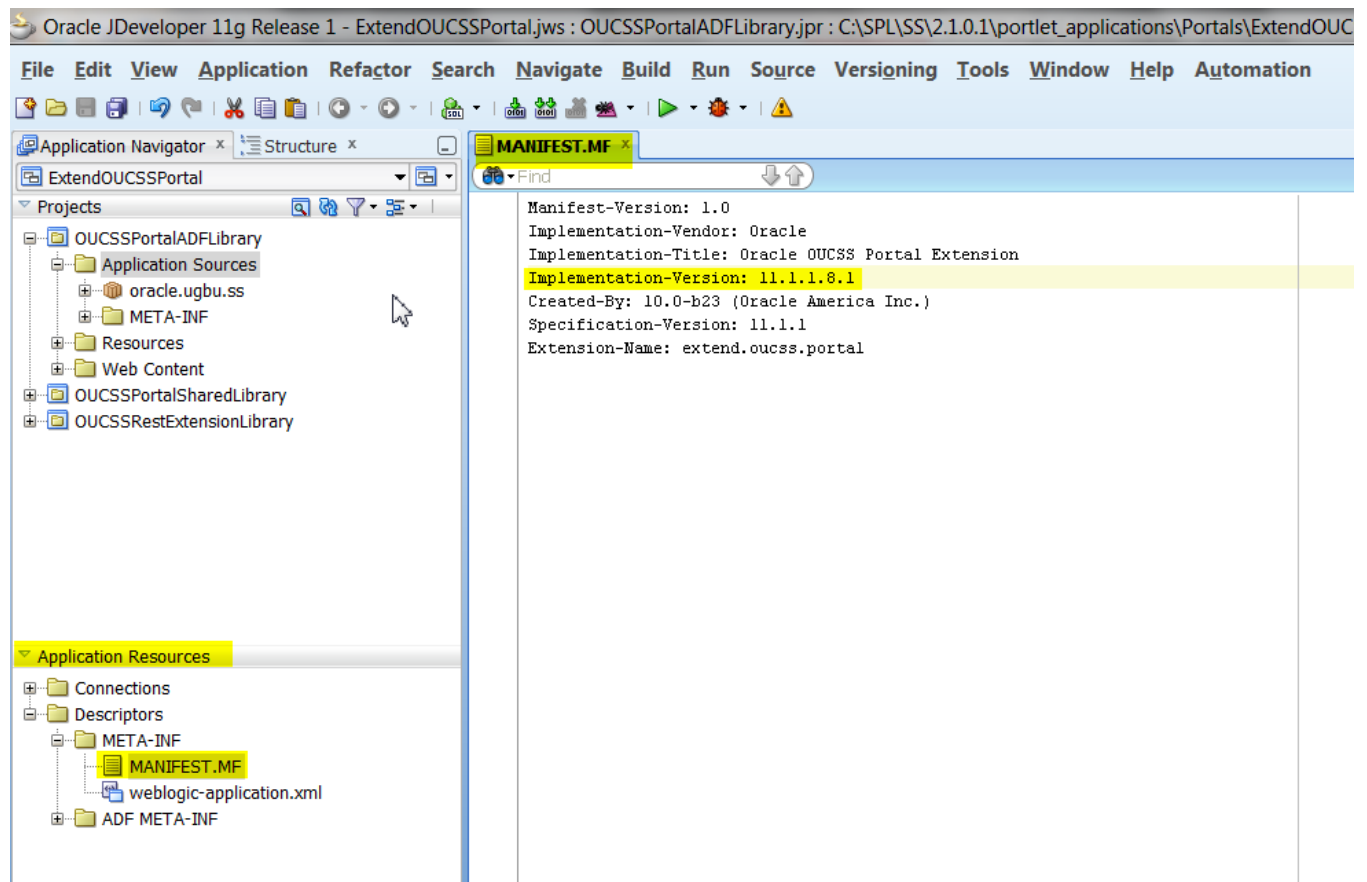 Oracle JDeveloper 11g Release 1 - ExtendOUCSSPortal.jws : OUCSSPortalADFLibrary.jpr : C:\SPL\SS\2.1.0.1\portlet_applications\Portals\ExtendOUC
File Edit View Application Refactor Search Navigate Build Run Source Versioning Tools Window Help Automation
Application Navigator x Structure x
MANIFEST.MF x
ExtendOUCSSPortal
Find
Projects
OUCSSPortalADFLibrary
Application Sources
oracle.ugbu.ss
META-INF
Resources
Web Content
OUCSSPortalSharedLibrary
OUCSSRestExtensionLibrary
Manifest-Version: 1.0
Implementation-Vendor: Oracle
Implementation-Title: Oracle OUCSS Portal Extension
Implementation-Version: 11.1.1.8.1
Created-By: 10.0-b23 (Oracle America Inc.)
Specification-Version: 11.1.1
Extension-Name: extend.oucss.portal
Application Resources
Connections
Descriptors
META-INF
MANIFEST.MF
weblogic-application.xml
ADF META-INF